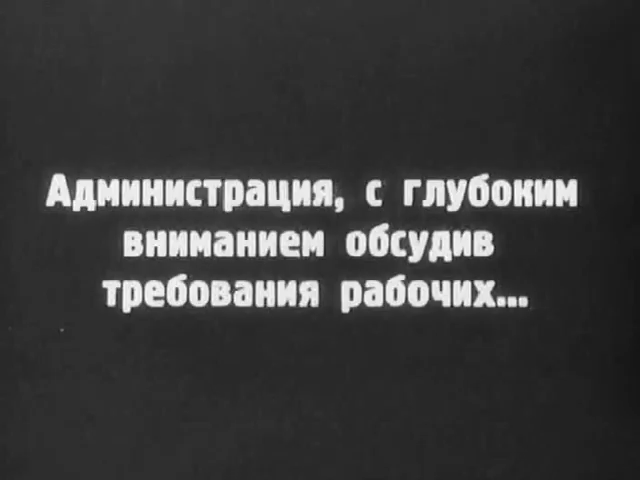 Администрация, с глубоким
вниманием обсудив
требования рабочих...